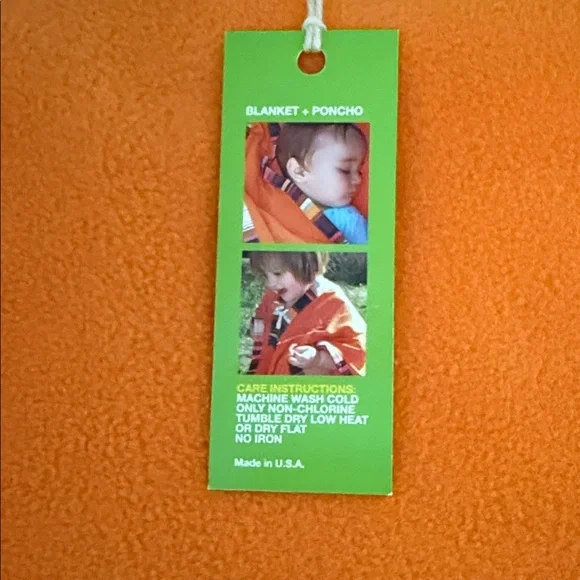 BLANKET + PONCHO
CARE INSTRUCTIONS:
MACHINE WASH COLD
ONLY NON-CHLORINE
TUMBLE DRY LOW HEAT
OR DRY FLAT
NO IRON
Made in U.S.A.